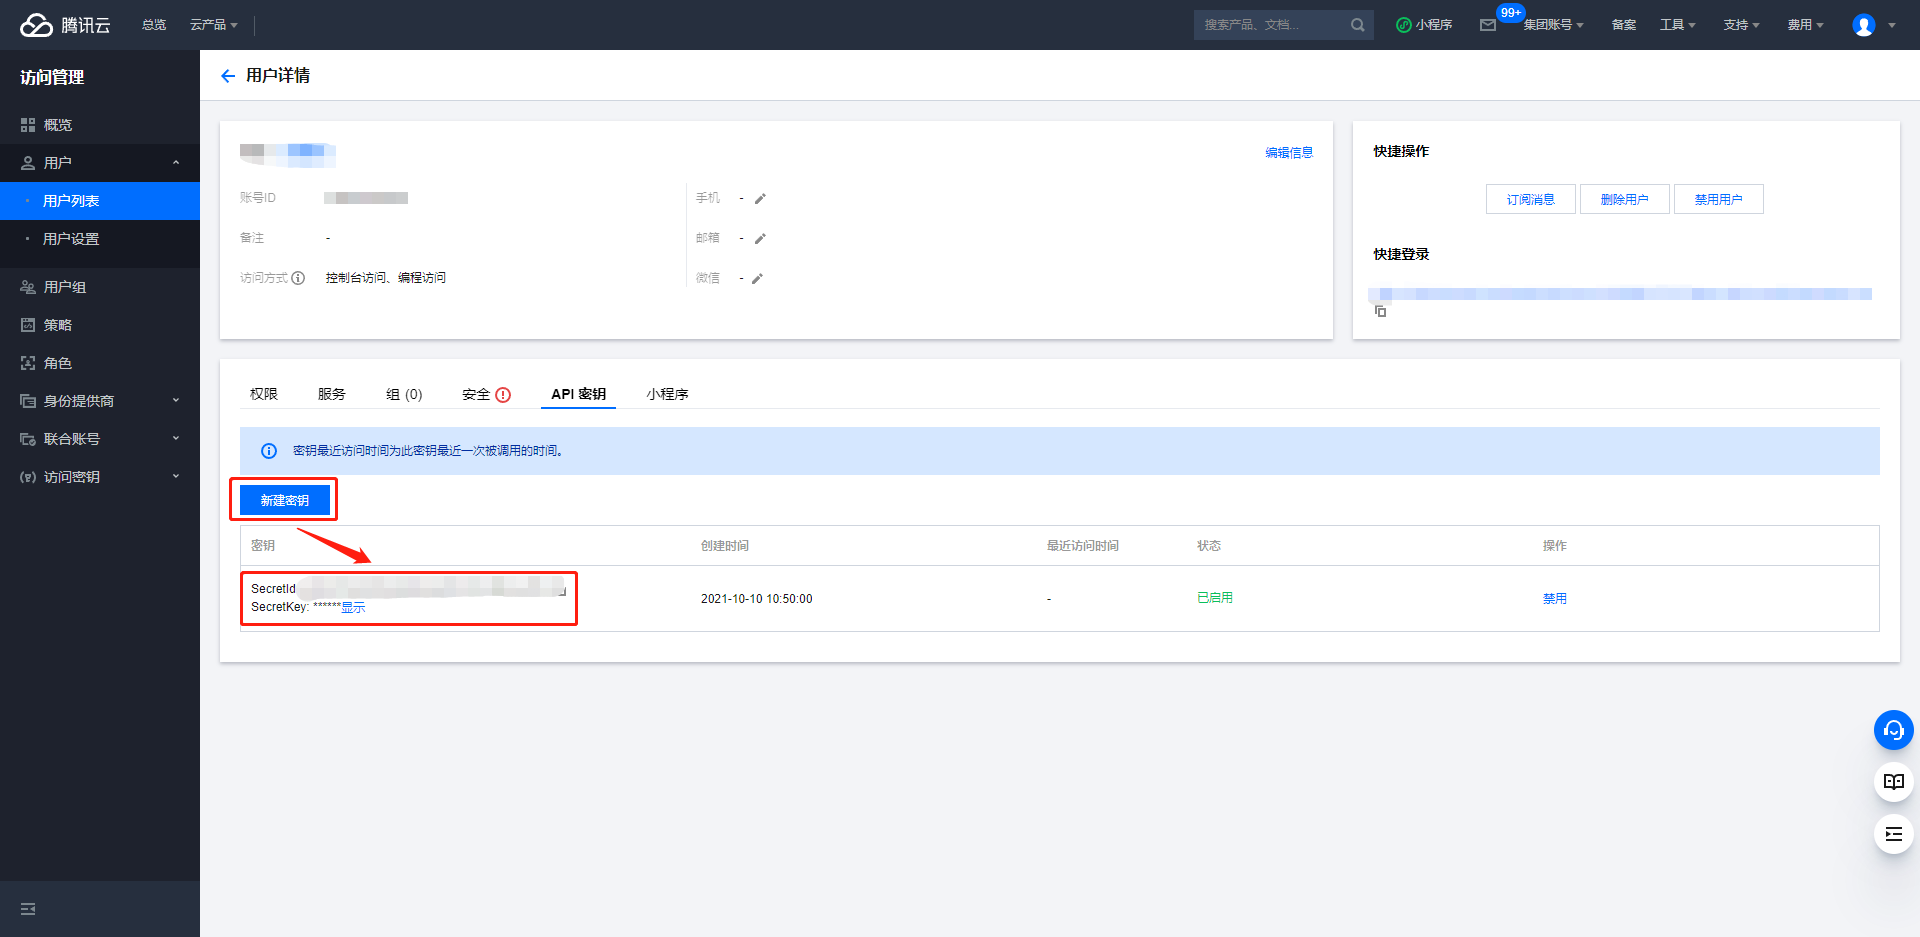 腾讯云
总览
云产品
搜索产品、文档...
小程序
99+
集团账号
备案
工具
支持
费用
访问管理
概览
用户
用户列表
用户设置
用户组
策略
角色
身份提供商
联合账号
访问密钥
用户详情
编辑信息
账号ID
备注 -
访问方式 控制台访问、编程访问
手机 -
邮箱 -
微信 -
快捷操作
订阅消息 删除用户 禁用用户
快捷登录
权限 服务 组 (0) 安全 API 密钥 小程序
密钥最近访问时间为此密钥最近一次被调用的时间。
新建密钥
密钥 创建时间 最近访问时间 状态 操作
SecretId
SecretKey: ******显示
2021-10-10 10:50:00 - 已启用 禁用